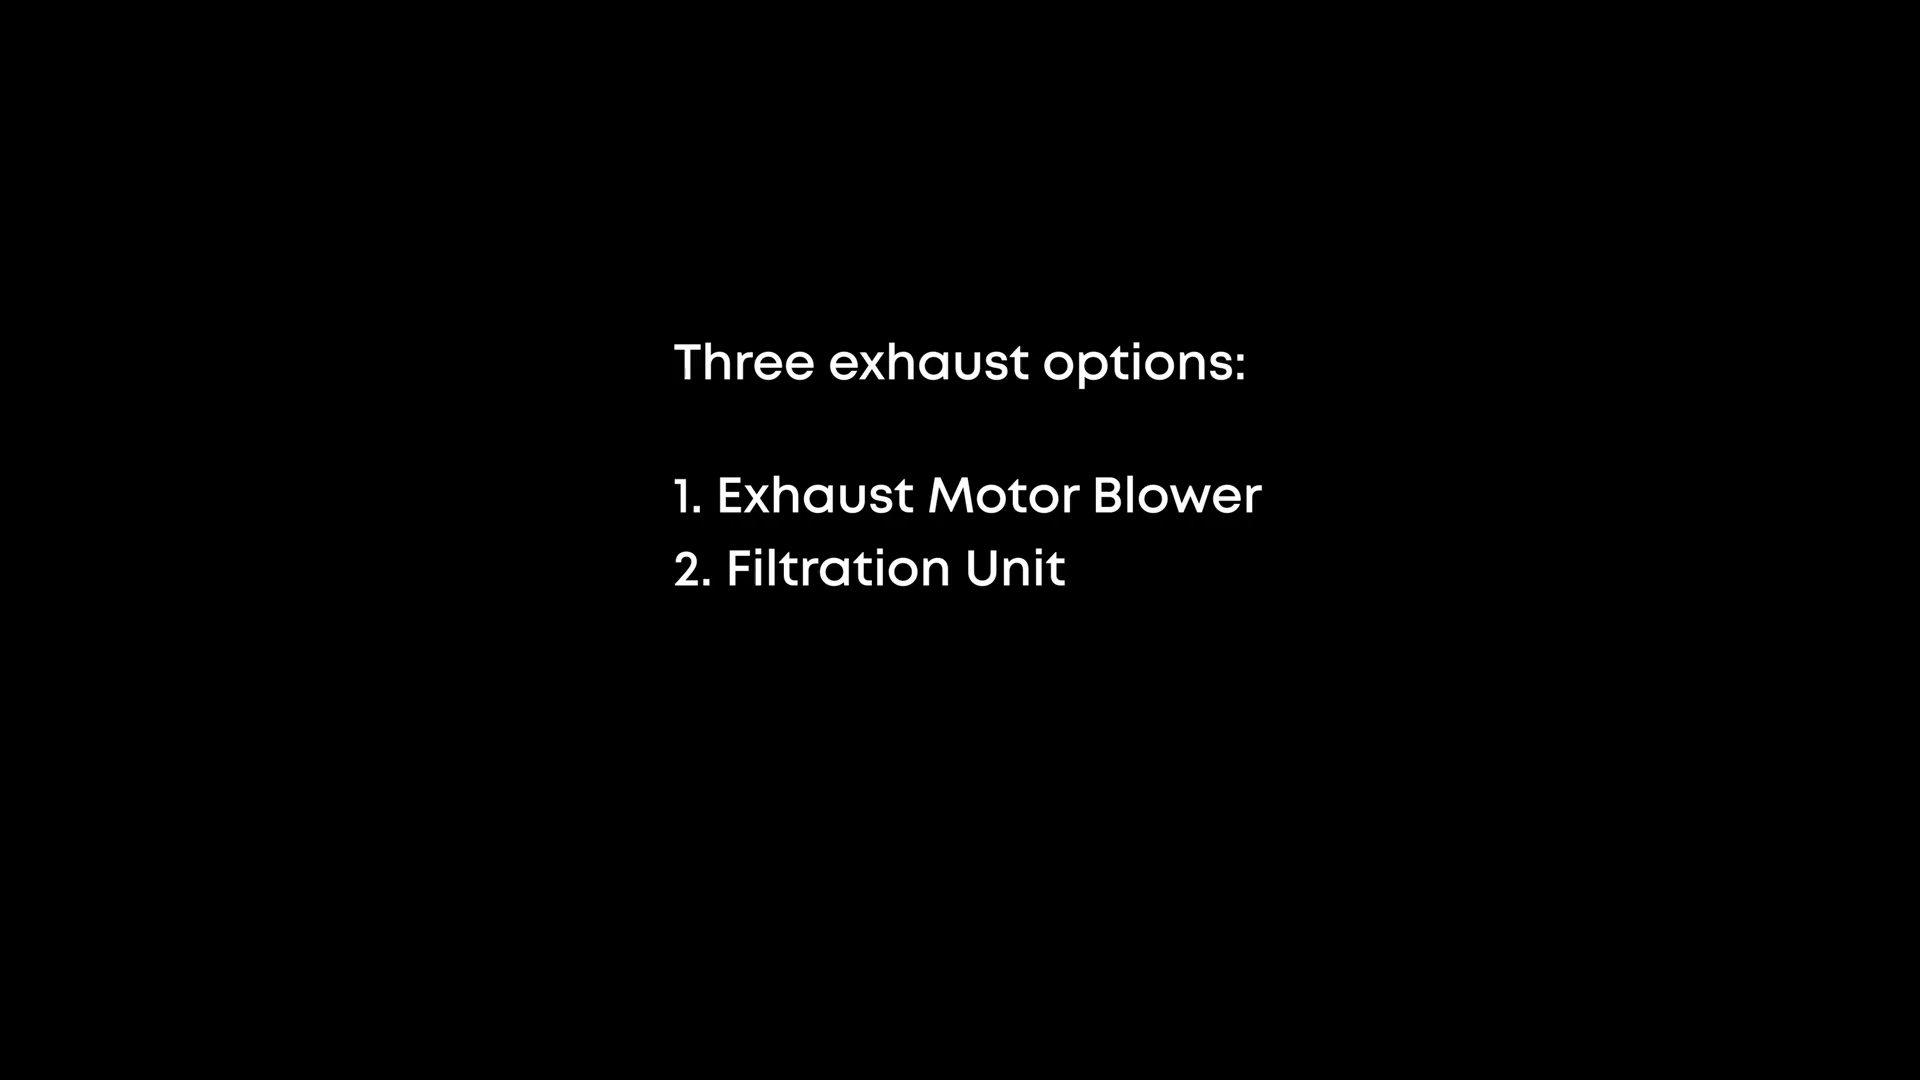 Three exhaust options:
1. Exhaust Motor Blower
2. Filtration Unit